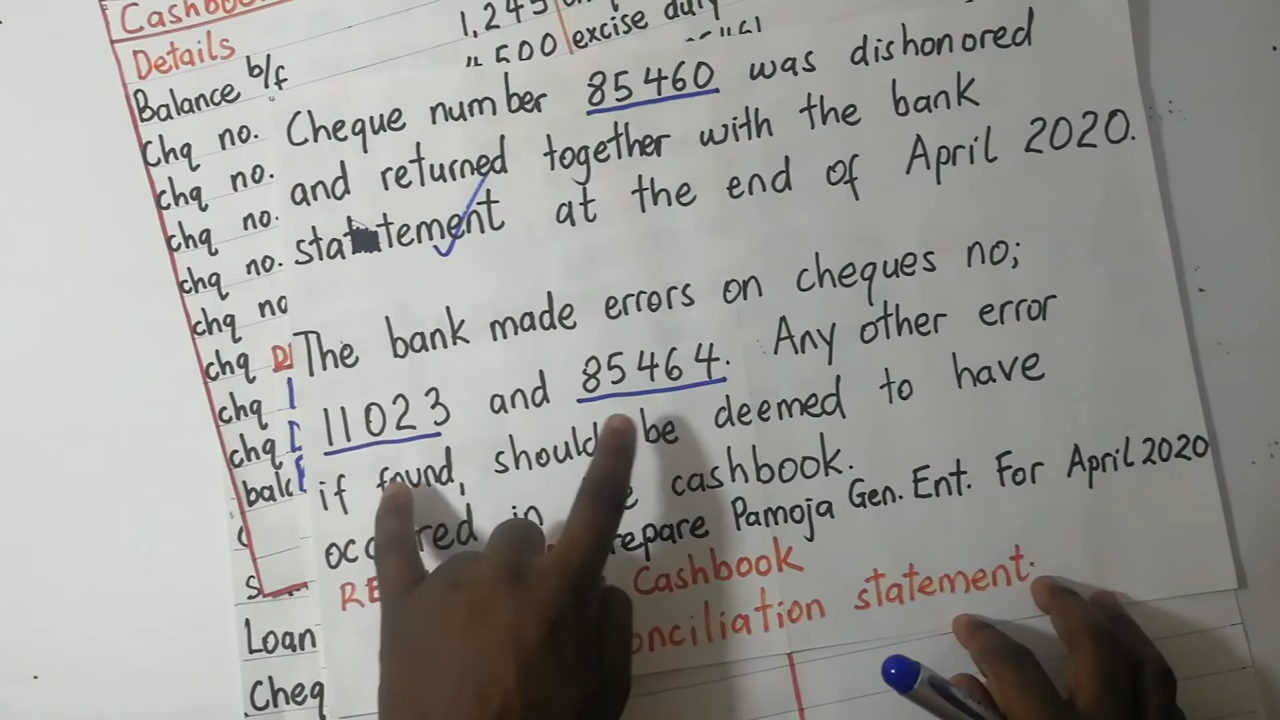 Details
Balance b/f
1,245
500 excise duty
chq no.
chq no.
chq no.
chq no.
chq no
chq
chq
chq
Loan
Cheq
Cheque number 85460 was dishonored
and returned together with the bank
statement at the end of April 2020.
The bank made errors on cheques no;
11023 and 85464. Any other error
if found, should be deemed to have
cashbook.
Pamoja Gen. Ent. For April 2020
Cashbook
statement.